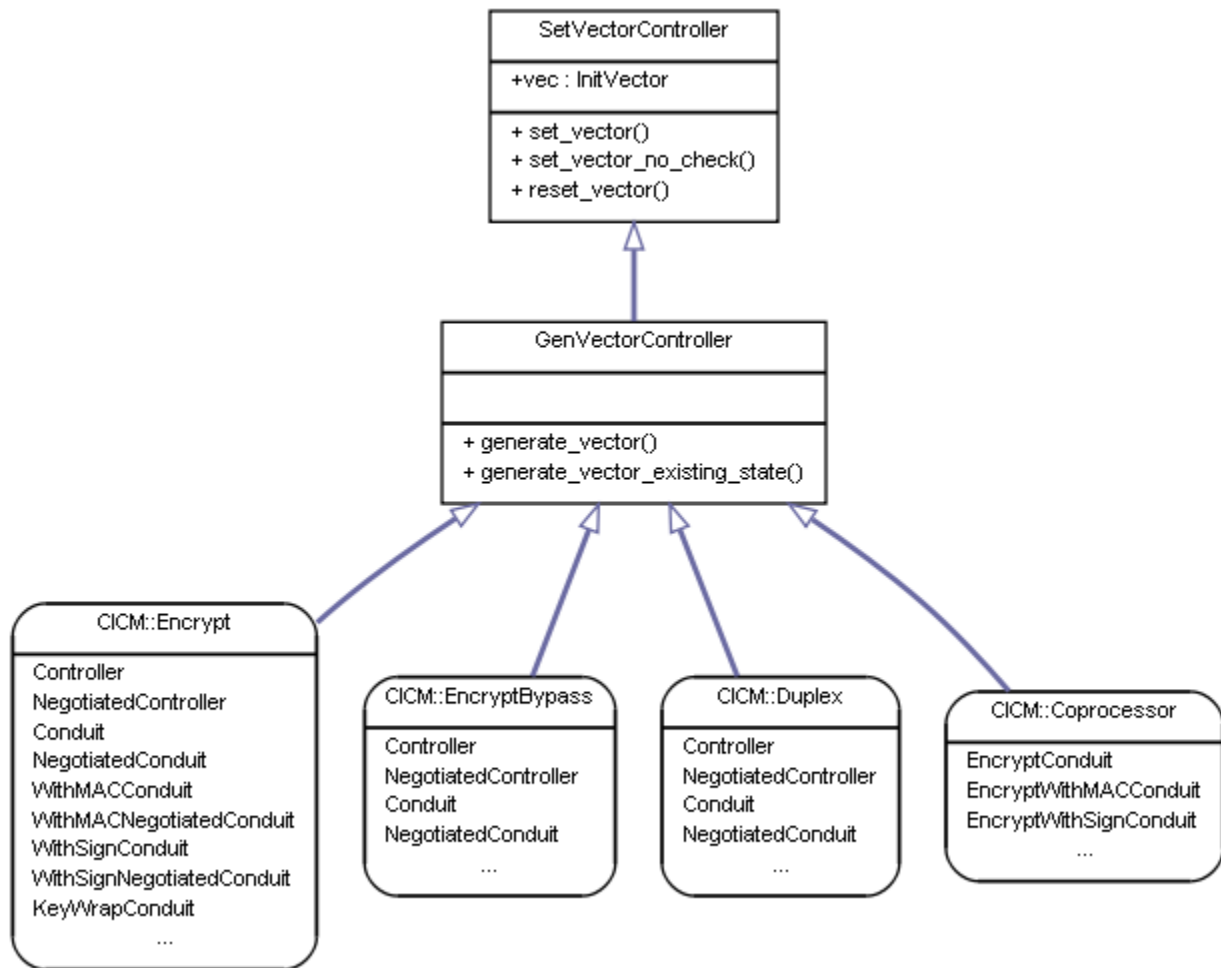 SetVectorController
+vec : InitVector
+ set_vector()
+ set_vector_no_check()
+ reset_vector()
GenVectorController
+ generate_vector()
+ generate_vector_existing_state()
CICM::Encrypt
Controller
NegotiatedController
Conduit
NegotiatedConduit
WithMACConduit
WithMACNegotiatedConduit
WithSignConduit
WithSignNegotiatedConduit
KeyWrapConduit
...
CICM::EncryptBypass
Controller
NegotiatedController
Conduit
NegotiatedConduit
...
CICM::Duplex
Controller
NegotiatedController
Conduit
NegotiatedConduit
...
CICM::Coprocessor
EncryptConduit
EncryptWithMACConduit
EncryptWithSignConduit
...